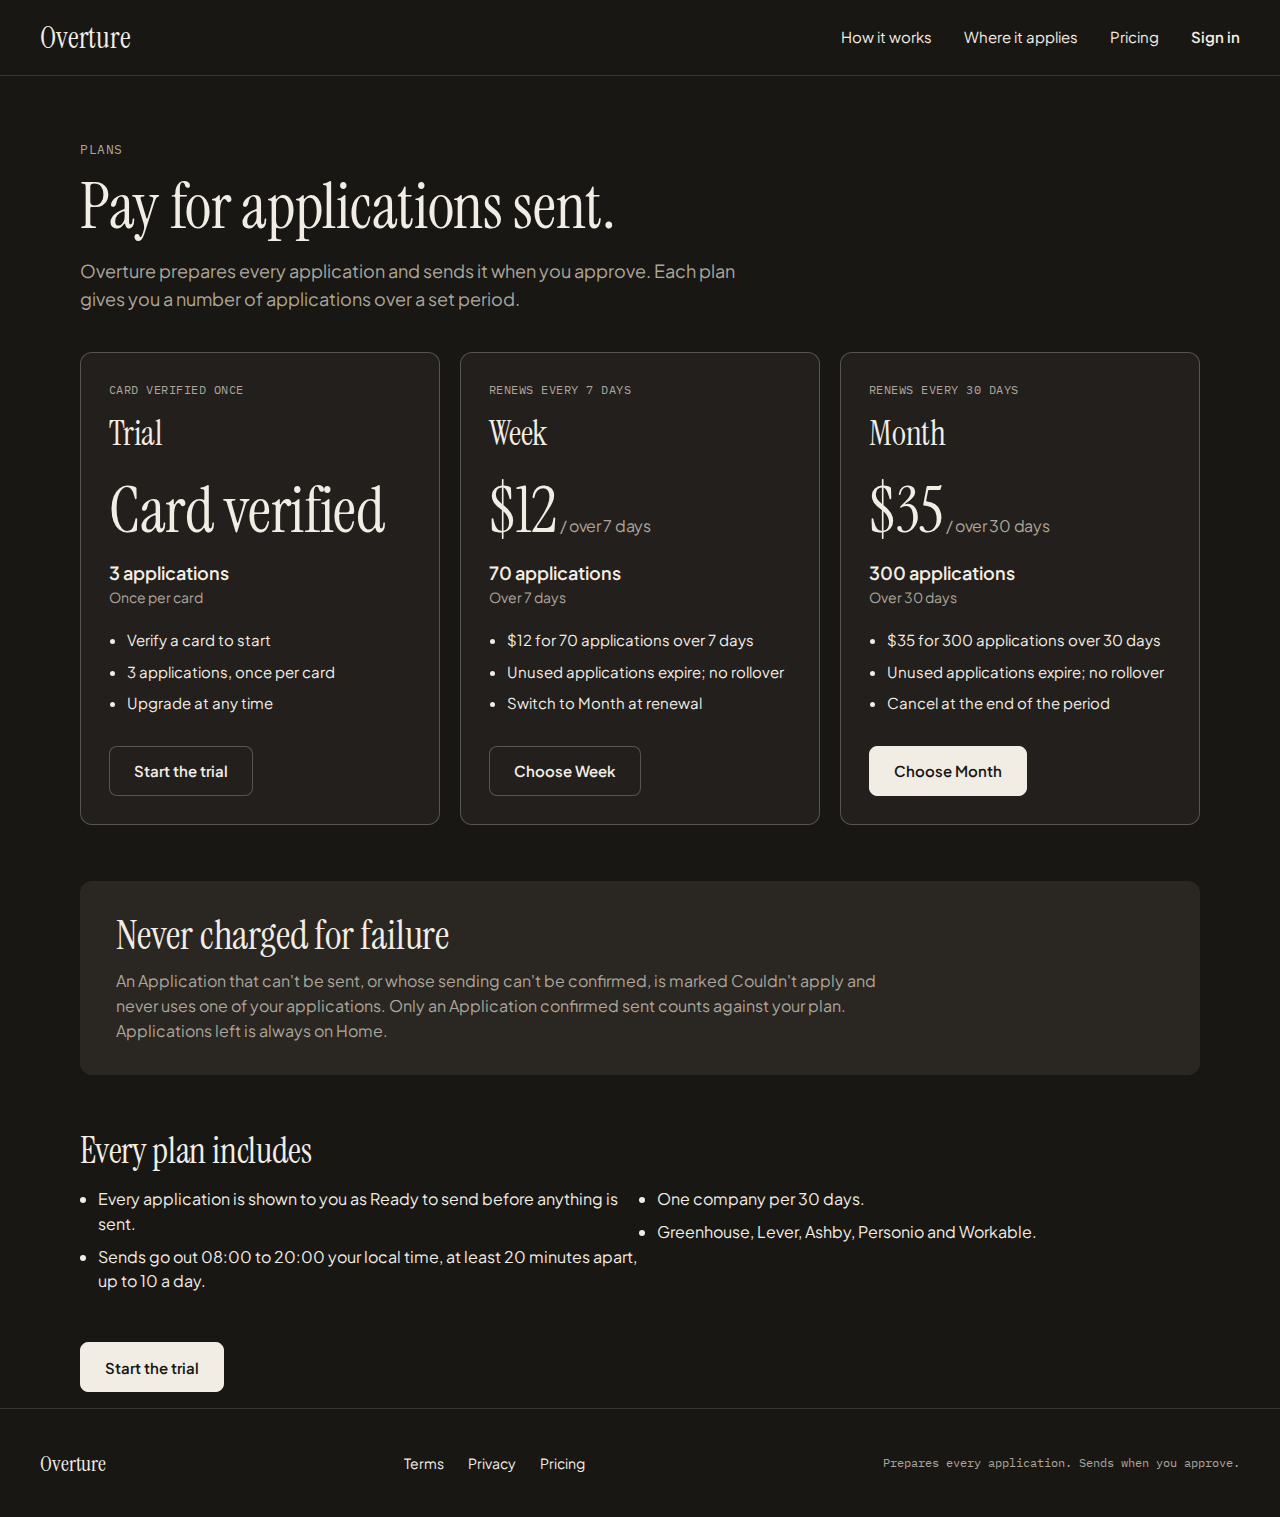 Overture
How it works
Where it applies
Pricing
Sign in
PLANS
Pay for applications sent.
Overture prepares every application and sends it when you approve. Each plan
gives you a number of applications over a set period.
CARD VERIFIED ONCE
Trial
Card verified
3 applications
Once per card
• Verify a card to start
• 3 applications, once per card
• Upgrade at any time
Start the trial
RENEWS EVERY 7 DAYS
Week
$12 / over 7 days
70 applications
Over 7 days
• $12 for 70 applications over 7 days
• Unused applications expire; no rollover
• Switch to Month at renewal
Choose Week
RENEWS EVERY 30 DAYS
Month
$35 / over 30 days
300 applications
Over 30 days
• $35 for 300 applications over 30 days
• Unused applications expire; no rollover
• Cancel at the end of the period
Choose Month
Never charged for failure
An Application that can't be sent, or whose sending can't be confirmed, is marked Couldn't apply and
never uses one of your applications. Only an Application confirmed sent counts against your plan.
Applications left is always on Home.
Every plan includes
• Every application is shown to you as Ready to send before anything is
sent.
• Sends go out 08:00 to 20:00 your local time, at least 20 minutes apart,
up to 10 a day.
• One company per 30 days.
• Greenhouse, Lever, Ashby, Personio and Workable.
Start the trial
Overture
Terms
Privacy
Pricing
Prepares every application. Sends when you approve.